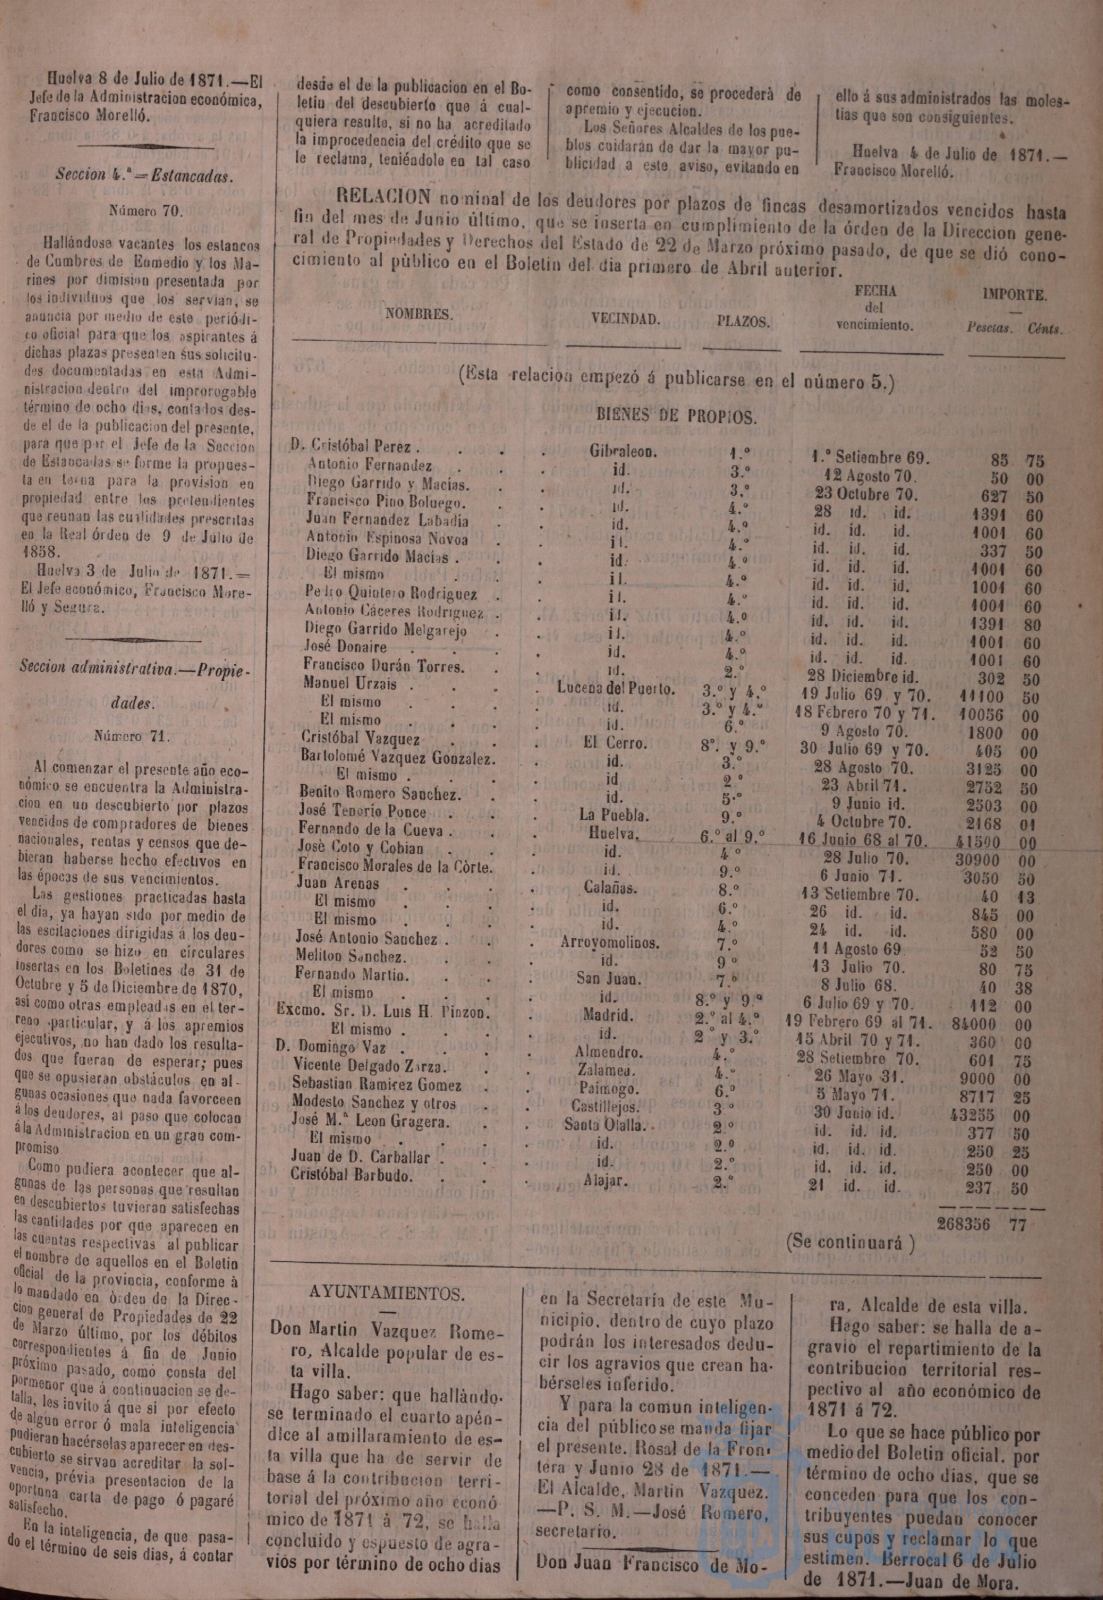 Huelva 8 de Julio de 1871.—El
Jefe de la Administracion económica,
Francisco Morelló.
Seccion 4.ª = Estancadas.
Número 70.
Hallándose vacantes los estancos
de Cumbres de Enmedio y los Ma-
rines por dimision presentada por
los individuos que los servian, se
anuncia por medio de este periódi-
co oficial para que los aspirantes á
dichas plazas presenten sus solicitu-
des documentadas en esta Admi-
nistracion dentro del improrogable
término de ocho dias, contados des-
de el de la publicacion del presente,
para que por el Jefe de la Seccion
de Estancadas se forme la propues-
ta en terna para la provision en
propiedad entre los pretendientes
que reunan las cualidades prescritas
en la Real órden de 9 de Julio de
1858.
Huelva 3 de Julio de 1871.—
El Jefe económico, Francisco More-
lló y Segura.
Seccion administrativa.—Propie-
dades.
Número 71.
Al comenzar el presente año eco-
nómico se encuentra la Administra-
cion en un descubierto por plazos
vencidos de compradores de bienes
nacionales, rentas y censos que de-
bieran haberse hecho efectivos en
las épocas de sus vencimientos.
Las gestiones practicadas hasta
el dia, ya hayan sido por medio de
las escitaciones dirigidas á los deu-
dores como se hizo en circulares
insertas en los Boletines de 31 de
Octubre y 5 de Diciembre de 1870,
asi como otras empleadas en el ter-
reno particular, y á los apremios
ejecutivos, no han dado los resulta-
dos que fueran de esperar; pues
que se opusieran obstáculos en al-
gunas ocasiones que nada favorecen
á los deudores, al paso que colocan
á la Administracion en un gran com-
promiso
Como pudiera acontecer que al-
gunas de las personas que resultan
en descubiertos tuvieran satisfechas
las cantidades por que aparecen en
las cuentas respectivas al publicar
el nombre de aquellos en el Boletin
oficial de la provincia, conforme á
lo mandado en órden de la Direc-
cion general de Propiedades de 22
de Marzo último, por los débitos
correspondientes á fin de Junio
próximo pasado, como consta del
pormenor que á continuacion se de-
talla, les invito á que si por efecto
de algun error ó mala inteligencia
pudieran hacérselas aparecer en des-
cubierto se sirvan acreditar la sol-
vencia, prévia presentacion de la
oportuna carta de pago ó pagaré
satisfecho.
En la inteligencia, de que pasa-
do el término de seis dias, á contar
desde el de la publicacion en el Bo-
letin del descubierto que á cual-
quiera resulte, si no ha acreditado
la improcedencia del crédito que se
le reclama, teniéndole en tal caso
como consentido, se procederá de
apremio y ejecucion.
Los Señores Alcaldes de los pue-
blos cuidarán de dar la mayor pu-
blicidad á este aviso, evitando en
ello á sus administrados las moles-
tias que son consiguientes.
Huelva 4 de Julio de 1871.—
Francisco Morelló.
RELACION nominal de los deudores por plazos de fincas desamortizados vencidos hasta
fin del mes de Junio último, que se inserta en cumplimiento de la órden de la Direccion gene-
ral de Propiedades y Derechos del Estado de 22 de Marzo próximo pasado, de que se dió cono-
cimiento al público en el Boletin del dia primero de Abril anterior.
NOMBRES. VECINDAD. PLAZOS. FECHA del vencimiento. IMPORTE.
Pesetas. Cénts.
(Esta relacion empezó á publicarse en el número 5.)
BIENES DE PROPIOS.
D. Cristóbal Perez . Gibraleon. 1.º 1.º Setiembre 69. 85 75
Antonio Fernandez id. 3.º 12 Agosto 70. 50 00
Diego Garrido y Macías. id. 3.º 23 Octubre 70. 627 50
Francisco Pino Boluego. id. 4.º 28 id. id. 1391 60
Juan Fernandez Labadia id. 4.º id. id. id. 1001 60
Antonio Espinosa Navoa id. 4.º id. id. id. 337 50
Diego Garrido Macías . id. 4.º id. id. id. 1001 60
El mismo id. 4.º id. id. id. 1001 60
Pedro Quintero Rodriguez id. 4.º id. id. id. 1001 60
Antonio Cáceres Rodriguez . id. 4.º id. id. id. 1391 80
Diego Garrido Melgarejo id. 4.º id. id. id. 1001 60
José Donaire id. 4.º id. id. id. 1001 60
Francisco Durán Torres. id. 2.º 28 Diciembre id. 302 50
Manuel Urzais . Lucena del Puerto. 3.º y 4.º 19 Julio 69 y 70. 11100 50
El mismo id. 3.º y 4.º 18 Febrero 70 y 71. 10056 00
El mismo id. 6.º 9 Agosto 70. 1800 00
Cristóbal Vazquez El Cerro. 8º. y 9.º 30 Julio 69 y 70. 405 00
Bartolomé Vazquez Gonzalez. id. 3.º 28 Agosto 70. 3125 00
El mismo . id 2º 23 Abril 71. 2752 50
Benito Romero Sanchez. id. 5.º 9 Junio id. 2503 00
José Tenorio Ponce La Puebla. 9.º 4 Octubre 70. 2168 01
Fernando de la Cueva . Huelva. 6.º al 9.º 16 Junio 68 al 70. 41590 00
José Coto y Cobian id. 4º 28 Julio 70. 30900 00
Francisco Morales de la Córte. id. 9.º 6 Junio 71. 3050 50
Juan Arenas Calañas. 8.º 13 Setiembre 70. 40 13
El mismo id. 6.º 26 id. id. 845 00
El mismo id. 4.º 24 id. id. 580 00
José Antonio Sanchez . Arroyomolinos. 7.º 11 Agosto 69 52 50
Meliton Sanchez. id. 9º 13 Julio 70. 80 75
Fernando Martin. San Juan. 7.º 8 Julio 68. 40 38
El mismo id. 8.º y 9.º 6 Julio 69 y 70. 112 00
Excmo. Sr. D. Luis H. Pinzon. Madrid. 2.º al 4.º 19 Febrero 69 al 71. 84000 00
El mismo . id. 2º y 3.º 15 Abril 70 y 71. 360 00
D. Domingo Vaz . Almendro. 4.º 28 Setiembre 70. 601 75
Vicente Delgado Zarza. Zalamea. 4.º 26 Mayo 31. 9000 00
Sebastian Ramirez Gomez Paimogo. 6.º 5 Mayo 71. 8717 25
Modesto Sanchez y otros Castillejos. 3.º 30 Junio id. 43255 00
José M.ª Leon Gragera. Santa Olalla. 2.º id. id. id. 377 50
El mismo id. 2.º id. id. id. 250 25
Juan de D. Carballar . id. 2.º id. id. id. 250 00
Cristóbal Barbudo. Alajar. 2.º 21 id. id. 237 50
268356 77
(Se continuará )
AYUNTAMIENTOS.
Don Martin Vazquez Rome-
ro, Alcalde popular de es-
ta villa.
Hago saber: que hallándo-
se terminado el cuarto apén-
dice al amillaramiento de es-
ta villa que ha de servir de
base á la contribucion terri-
torial del próximo año econó
mico de 1871 á 72, se halla
concluido y espuesto de agra-
vios por término de ocho dias
en la Secretaría de este Mu-
nicipio, dentro de cuyo plazo
podrán los interesados dedu-
cir los agravios que crean ha-
bérseles inferido.
Y para la comun inteligen-
cia del público se manda fijar
el presente. Rosal de la Fron-
tera y Junio 28 de 1871.—
El Alcalde, Martin Vazquez.
—P. S. M.—José Romero,
secretario.
Don Juan Francisco de Mo-
ra, Alcalde de esta villa.
Hago saber: se halla de a-
gravio el repartimiento de la
contribucion territorial res-
pectivo al año económico de
1871 á 72.
Lo que se hace público por
medio del Boletin oficial, por
término de ocho dias, que se
conceden para que los con-
tribuyentes puedan conocer
sus cupos y reclamar lo que
estimen. Berrocal 6 de Julio
de 1871.—Juan de Mora.